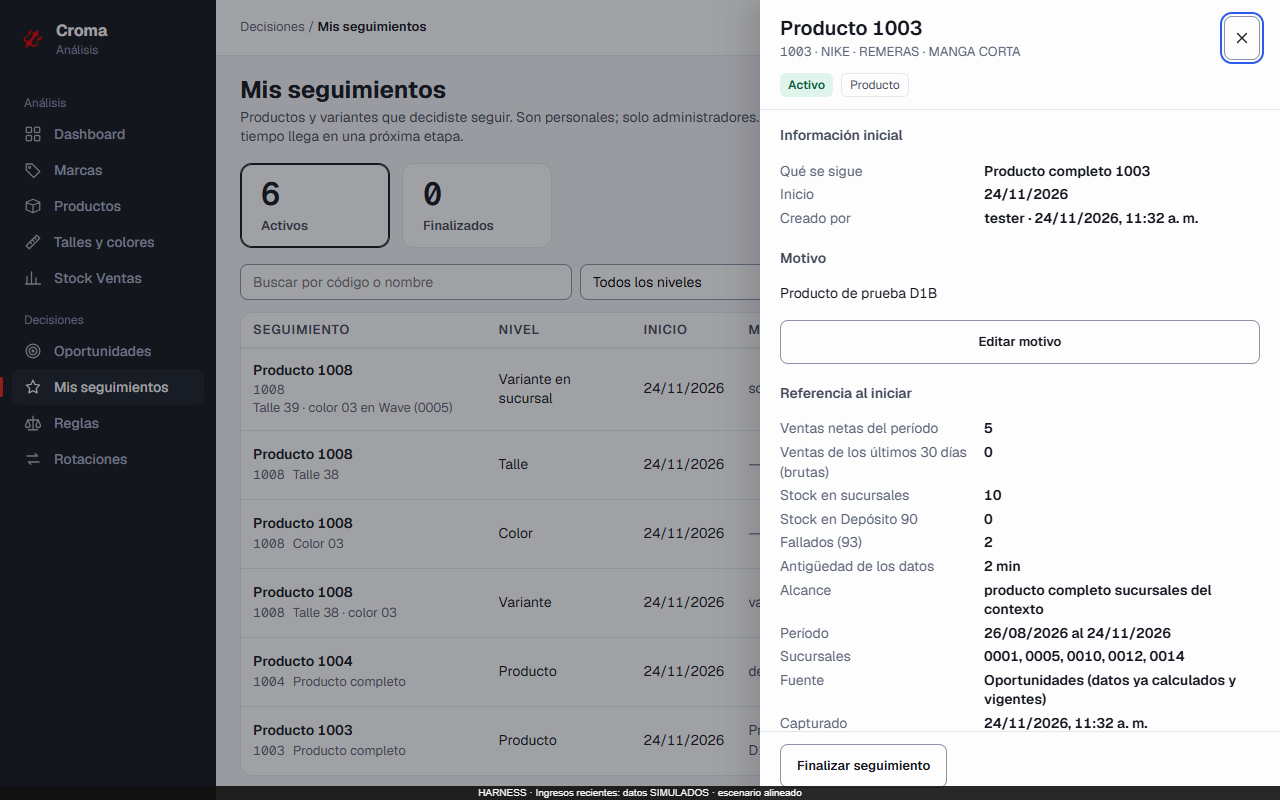 Croma
Análisis
Análisis
Dashboard
Marcas
Productos
Talles y colores
Stock Ventas
Decisiones
Oportunidades
Mis seguimientos
Reglas
Rotaciones
Decisiones / Mis seguimientos
Mis seguimientos
Productos y variantes que decidiste seguir. Son personales; solo administradores.
tiempo llega en una próxima etapa.
6
Activos
0
Finalizados
Buscar por código o nombre
Todos los niveles
SEGUIMIENTO NIVEL INICIO
Producto 1008
1008
Talle 39 · color 03 en Wave (0005)
Variante en
sucursal
24/11/2026
Producto 1008
1008 Talle 38
Talle
24/11/2026
—
Producto 1008
1008 Color 03
Color
24/11/2026
—
Producto 1008
1008 Talle 38 · color 03
Variante
24/11/2026
Producto 1004
1004 Producto completo
Producto
24/11/2026
Producto 1003
1003 Producto completo
Producto
24/11/2026
Producto 1003
1003 · NIKE · REMERAS · MANGA CORTA
Activo Producto
Información inicial
Qué se sigue Producto completo 1003
Inicio 24/11/2026
Creado por tester · 24/11/2026, 11:32 a. m.
Motivo
Producto de prueba D1B
Editar motivo
Referencia al iniciar
Ventas netas del período 5
Ventas de los últimos 30 días 0
(brutas)
Stock en sucursales 10
Stock en Depósito 90 0
Fallados (93) 2
Antigüedad de los datos 2 min
Alcance producto completo sucursales del
contexto
Período 26/08/2026 al 24/11/2026
Sucursales 0001, 0005, 0010, 0012, 0014
Fuente Oportunidades (datos ya calculados y
vigentes)
Capturado 24/11/2026, 11:32 a. m.
Finalizar seguimiento
HARNESS · Ingresos recientes: datos SIMULADOS · escenario alineado